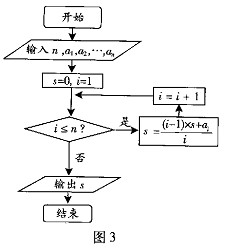 开始
输入 n ,a₁ ,a₂ ,⋯,aₙ
s=0, i=1
i = i + 1
i ≤ n ?
是
s = ((i-1)×s+aᵢ)/i
否
输出 s
结束
图 3